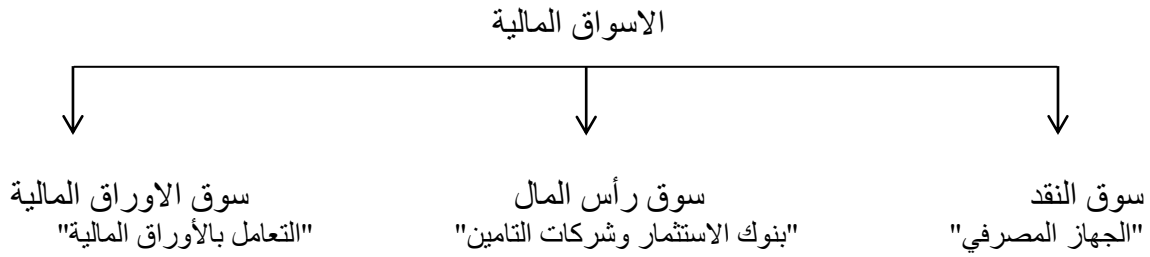 الاسواق المالية
سوق النقد
"الجهاز المصرفي"
سوق رأس المال
"بنوك الاستثمار وشركات التامين"
سوق الاوراق المالية
"التعامل بالأوراق المالية"